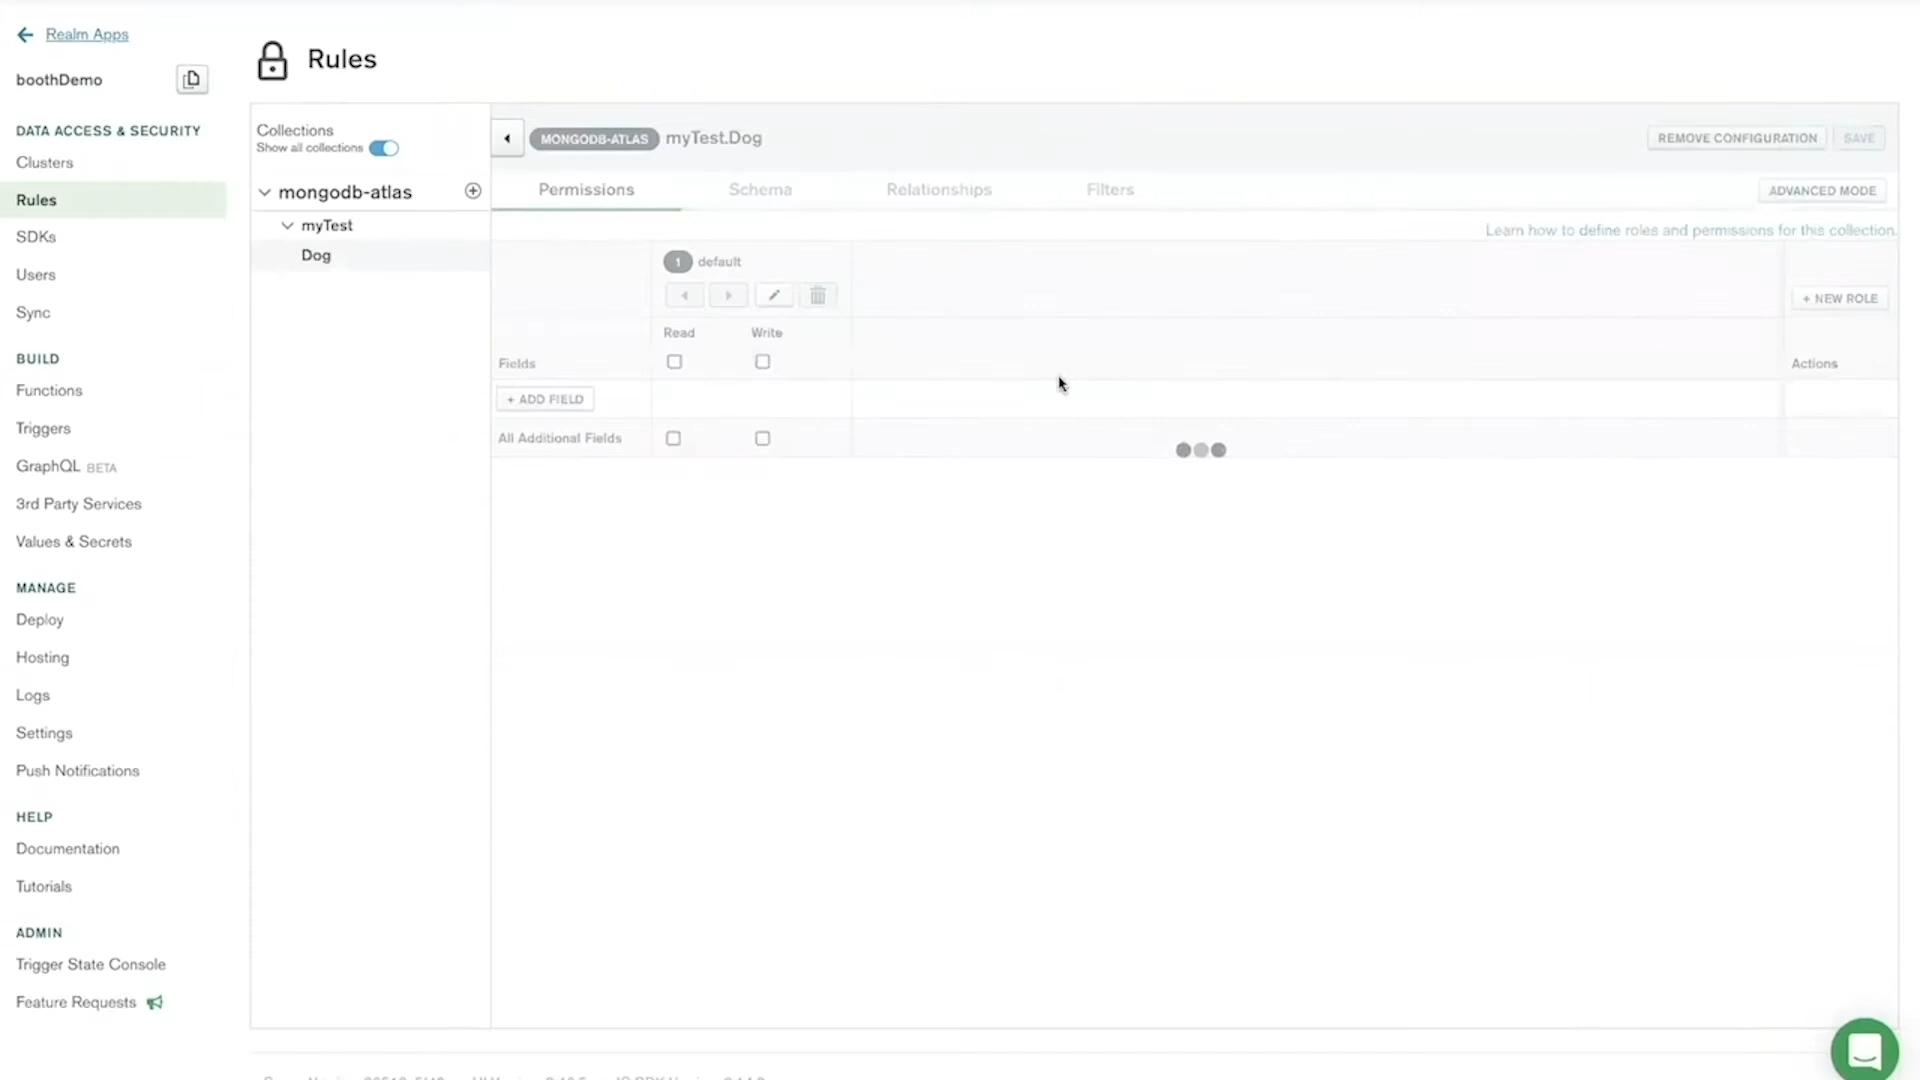 Realm Apps
boothDemo
DATA ACCESS & SECURITY
Clusters
Rules
SDKs
Users
Sync
BUILD
Functions
Triggers
GraphQL BETA
3rd Party Services
Values & Secrets
MANAGE
Deploy
Hosting
Logs
Settings
Push Notifications
HELP
Documentation
Tutorials
ADMIN
Trigger State Console
Feature Requests
Rules
Collections
Show all collections
mongodb-atlas
myTest
Dog
MONGODB-ATLAS myTest.Dog
REMOVE CONFIGURATION SAVE
Permissions Schema Relationships Filters
ADVANCED MODE
Learn how to define roles and permissions for this collection.
1 default
+ NEW ROLE
Read Write
Fields
Actions
+ ADD FIELD
All Additional Fields